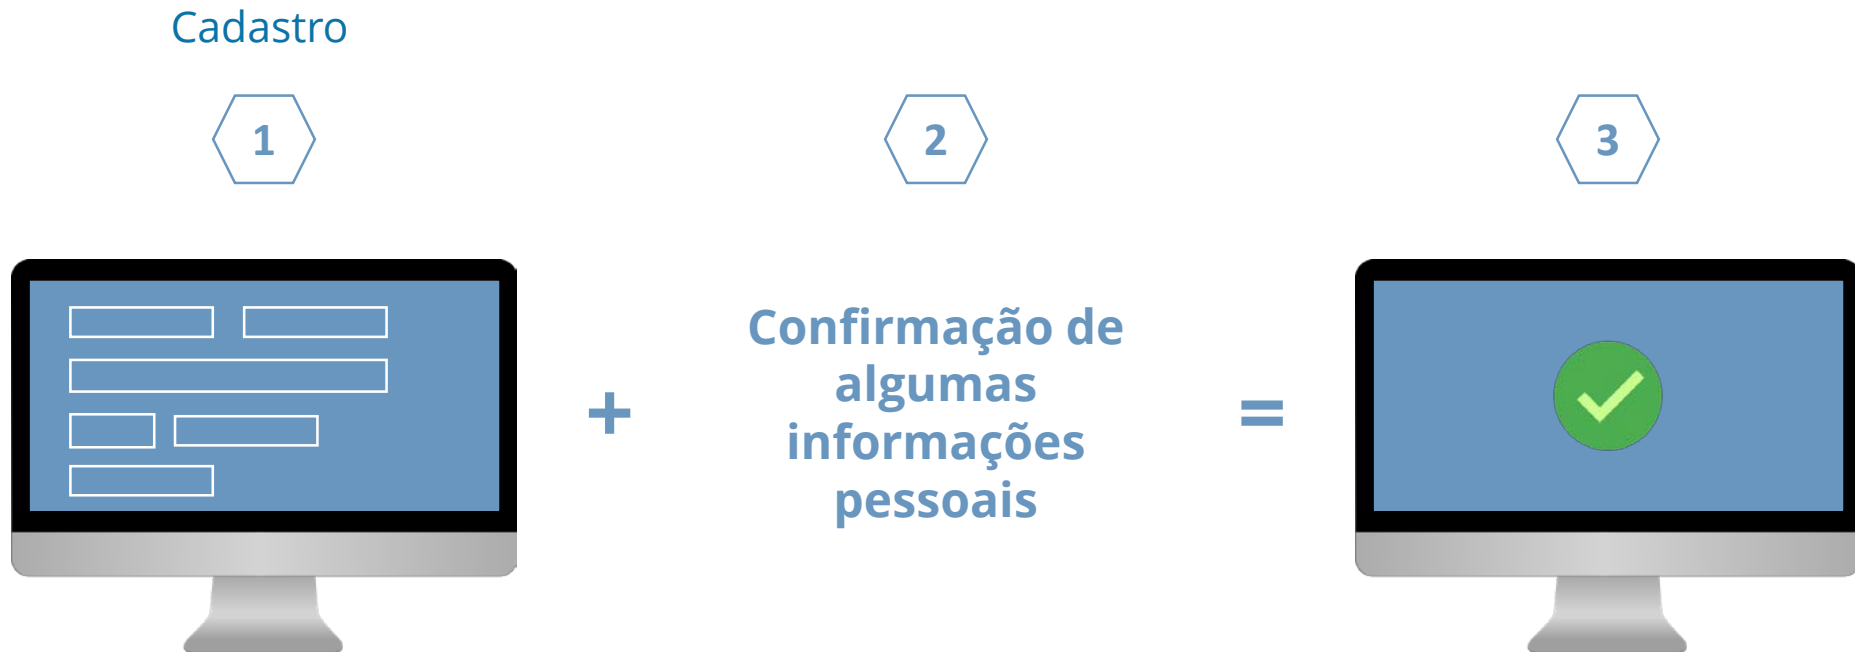 Cadastro
1
2
3
Confirmação de
algumas
informações
pessoais
+
=